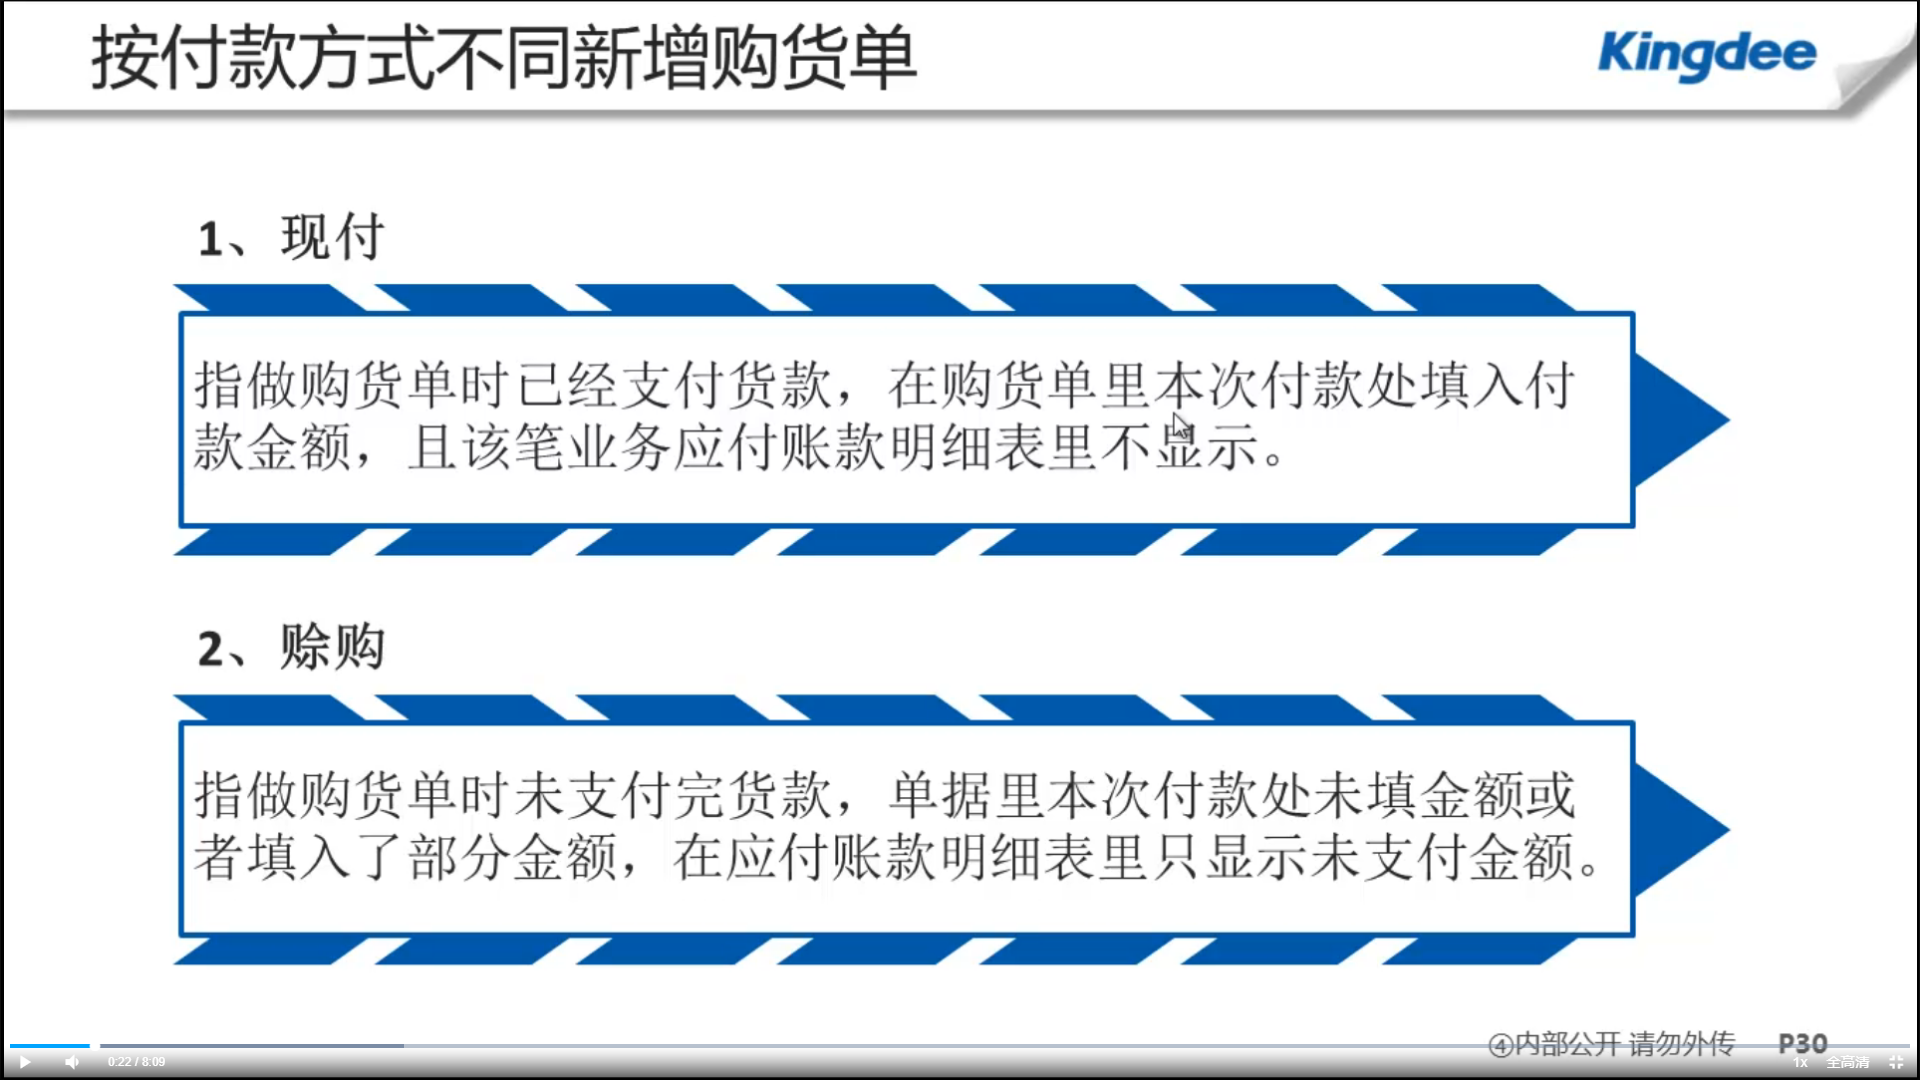 按付款方式不同新增购货单
Kingdee
1、现付
指做购货单时已经支付货款，在购货单里本次付款处填入付
款金额，且该笔业务应付账款明细表里不显示。
2、赊购
指做购货单时未支付完货款，单据里本次付款处未填金额或
者填入了部分金额，在应付账款明细表里只显示未支付金额。
④内部公开 请勿外传 P30
0:22 / 8:09 1x 全高清